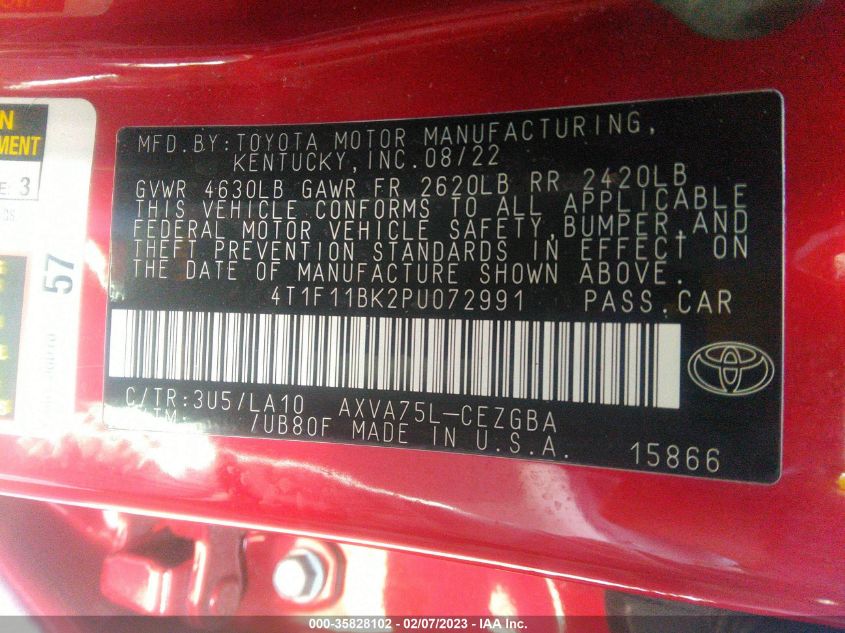 MFD.BY:TOYOTA MOTOR MANUFACTURING,
KENTUCKY, INC. 08/22
GVWR 4630LB GAWR FR 2620LB RR 2420LB
THIS VEHICLE CONFORMS TO ALL APPLICABLE
FEDERAL MOTOR VEHICLE SAFETY, BUMPER, AND
THEFT PREVENTION STANDARDS IN EFFECT ON
THE DATE OF MANUFACTURE SHOWN ABOVE.
4T1F11BK2PU072991 PASS.CAR
C/TR:3U5/LA10 AXVA75L-CEZGBA
/UB80F MADE IN U.S.A.
15866
MENT
3
57
000-35828102 - 02/07/2023 - IAA Inc.